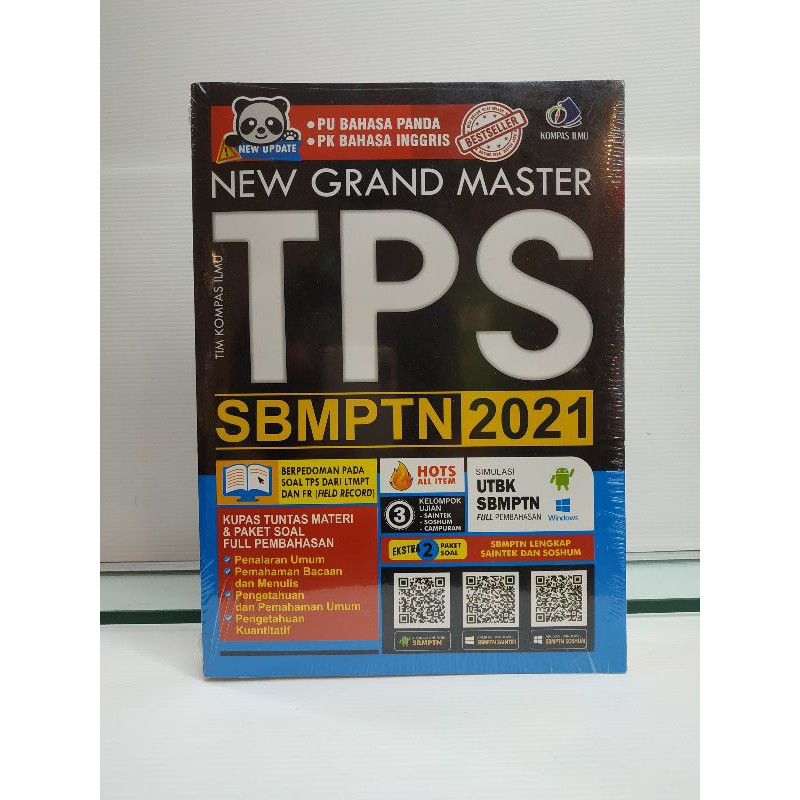 NEW UPDATE
•PU BAHASA PANDA
•PK BAHASA INGGRIS
BESTSELLER
KOMPAS ILMU
NEW GRAND MASTER
TIM KOMPAS ILMU
TPS
SBMPTN 2021
BERPEDOMAN PADA
SOAL TPS DARI LTMPT
DAN FR (FIELD RECORD)
HOTS
ALL ITEM
3
KELOMPOK
UJIAN
- SAINTEK
- SOSHUM
- CAMPURAN
SIMULASI
UTBK
SBMPTN
FULL PEMBAHASAN
Windows
KUPAS TUNTAS MATERI
& PAKET SOAL
FULL PEMBAHASAN
Penalaran Umum
Pemahaman Bacaan
dan Menulis
Pengetahuan
dan Pemahaman Umum
Pengetahuan
Kuantitatif
EKSTRA 2 PAKET
SOAL
SBMPTN LENGKAP
SAINTEK DAN SOSHUM
SBMPTN
SBMPTN SAINTEK
SBMPTN SOSHUM